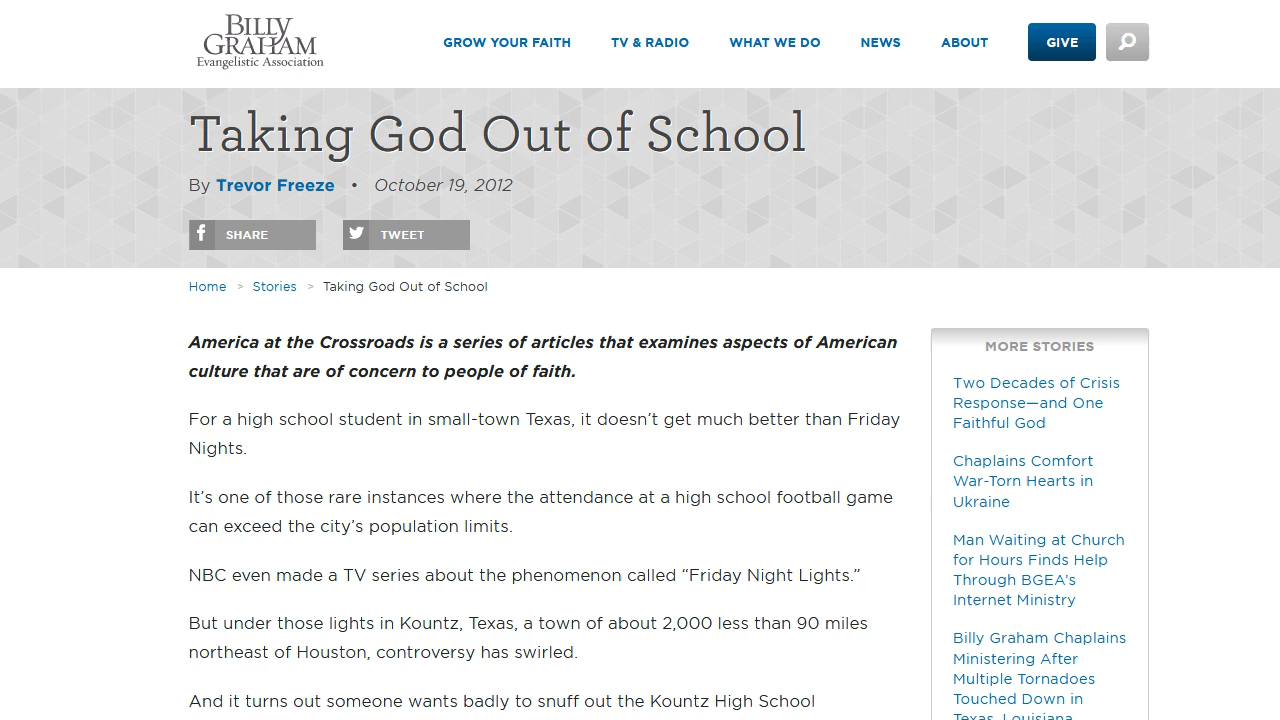 BILLY
GRAHAM
Evangelistic Association
GROW YOUR FAITH
TV & RADIO
WHAT WE DO
NEWS
ABOUT
GIVE
Taking God Out of School
By Trevor Freeze • October 19, 2012
SHARE
TWEET
Home > Stories > Taking God Out of School
America at the Crossroads is a series of articles that examines aspects of American
culture that are of concern to people of faith.
For a high school student in small-town Texas, it doesn’t get much better than Friday
Nights.
It’s one of those rare instances where the attendance at a high school football game
can exceed the city’s population limits.
NBC even made a TV series about the phenomenon called “Friday Night Lights.”
But under those lights in Kountz, Texas, a town of about 2,000 less than 90 miles
northeast of Houston, controversy has swirled.
And it turns out someone wants badly to snuff out the Kountz High School
MORE STORIES
Two Decades of Crisis
Response—and One
Faithful God
Chaplains Comfort
War-Torn Hearts in
Ukraine
Man Waiting at Church
for Hours Finds Help
Through BGEA’s
Internet Ministry
Billy Graham Chaplains
Ministering After
Multiple Tornadoes
Touched Down in
Texas, Louisiana